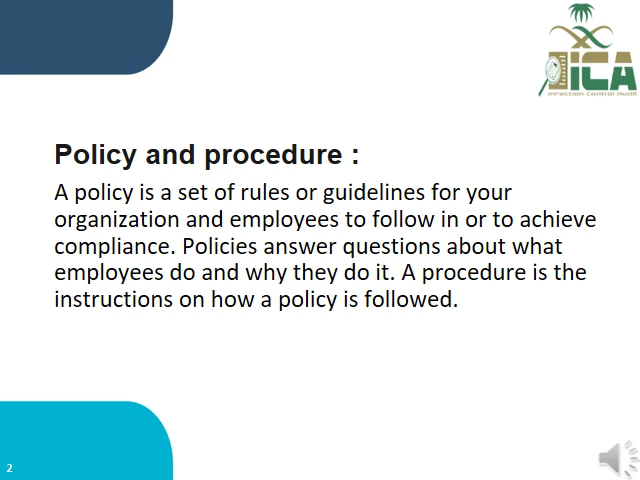 iCA
Infection Control Audit
Policy and procedure :
A policy is a set of rules or guidelines for your
organization and employees to follow in or to achieve
compliance. Policies answer questions about what
employees do and why they do it. A procedure is the
instructions on how a policy is followed.
2